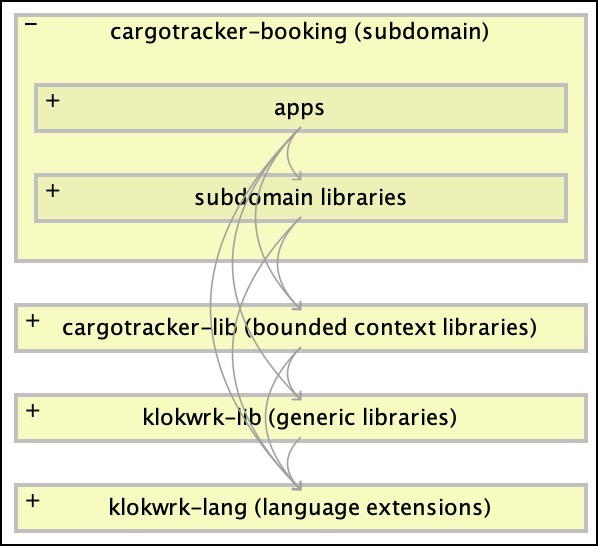 − cargotracker-booking (subdomain)
+ apps
+ subdomain libraries
+ cargotracker-lib (bounded context libraries)
+ klokwrk-lib (generic libraries)
+ klokwrk-lang (language extensions)